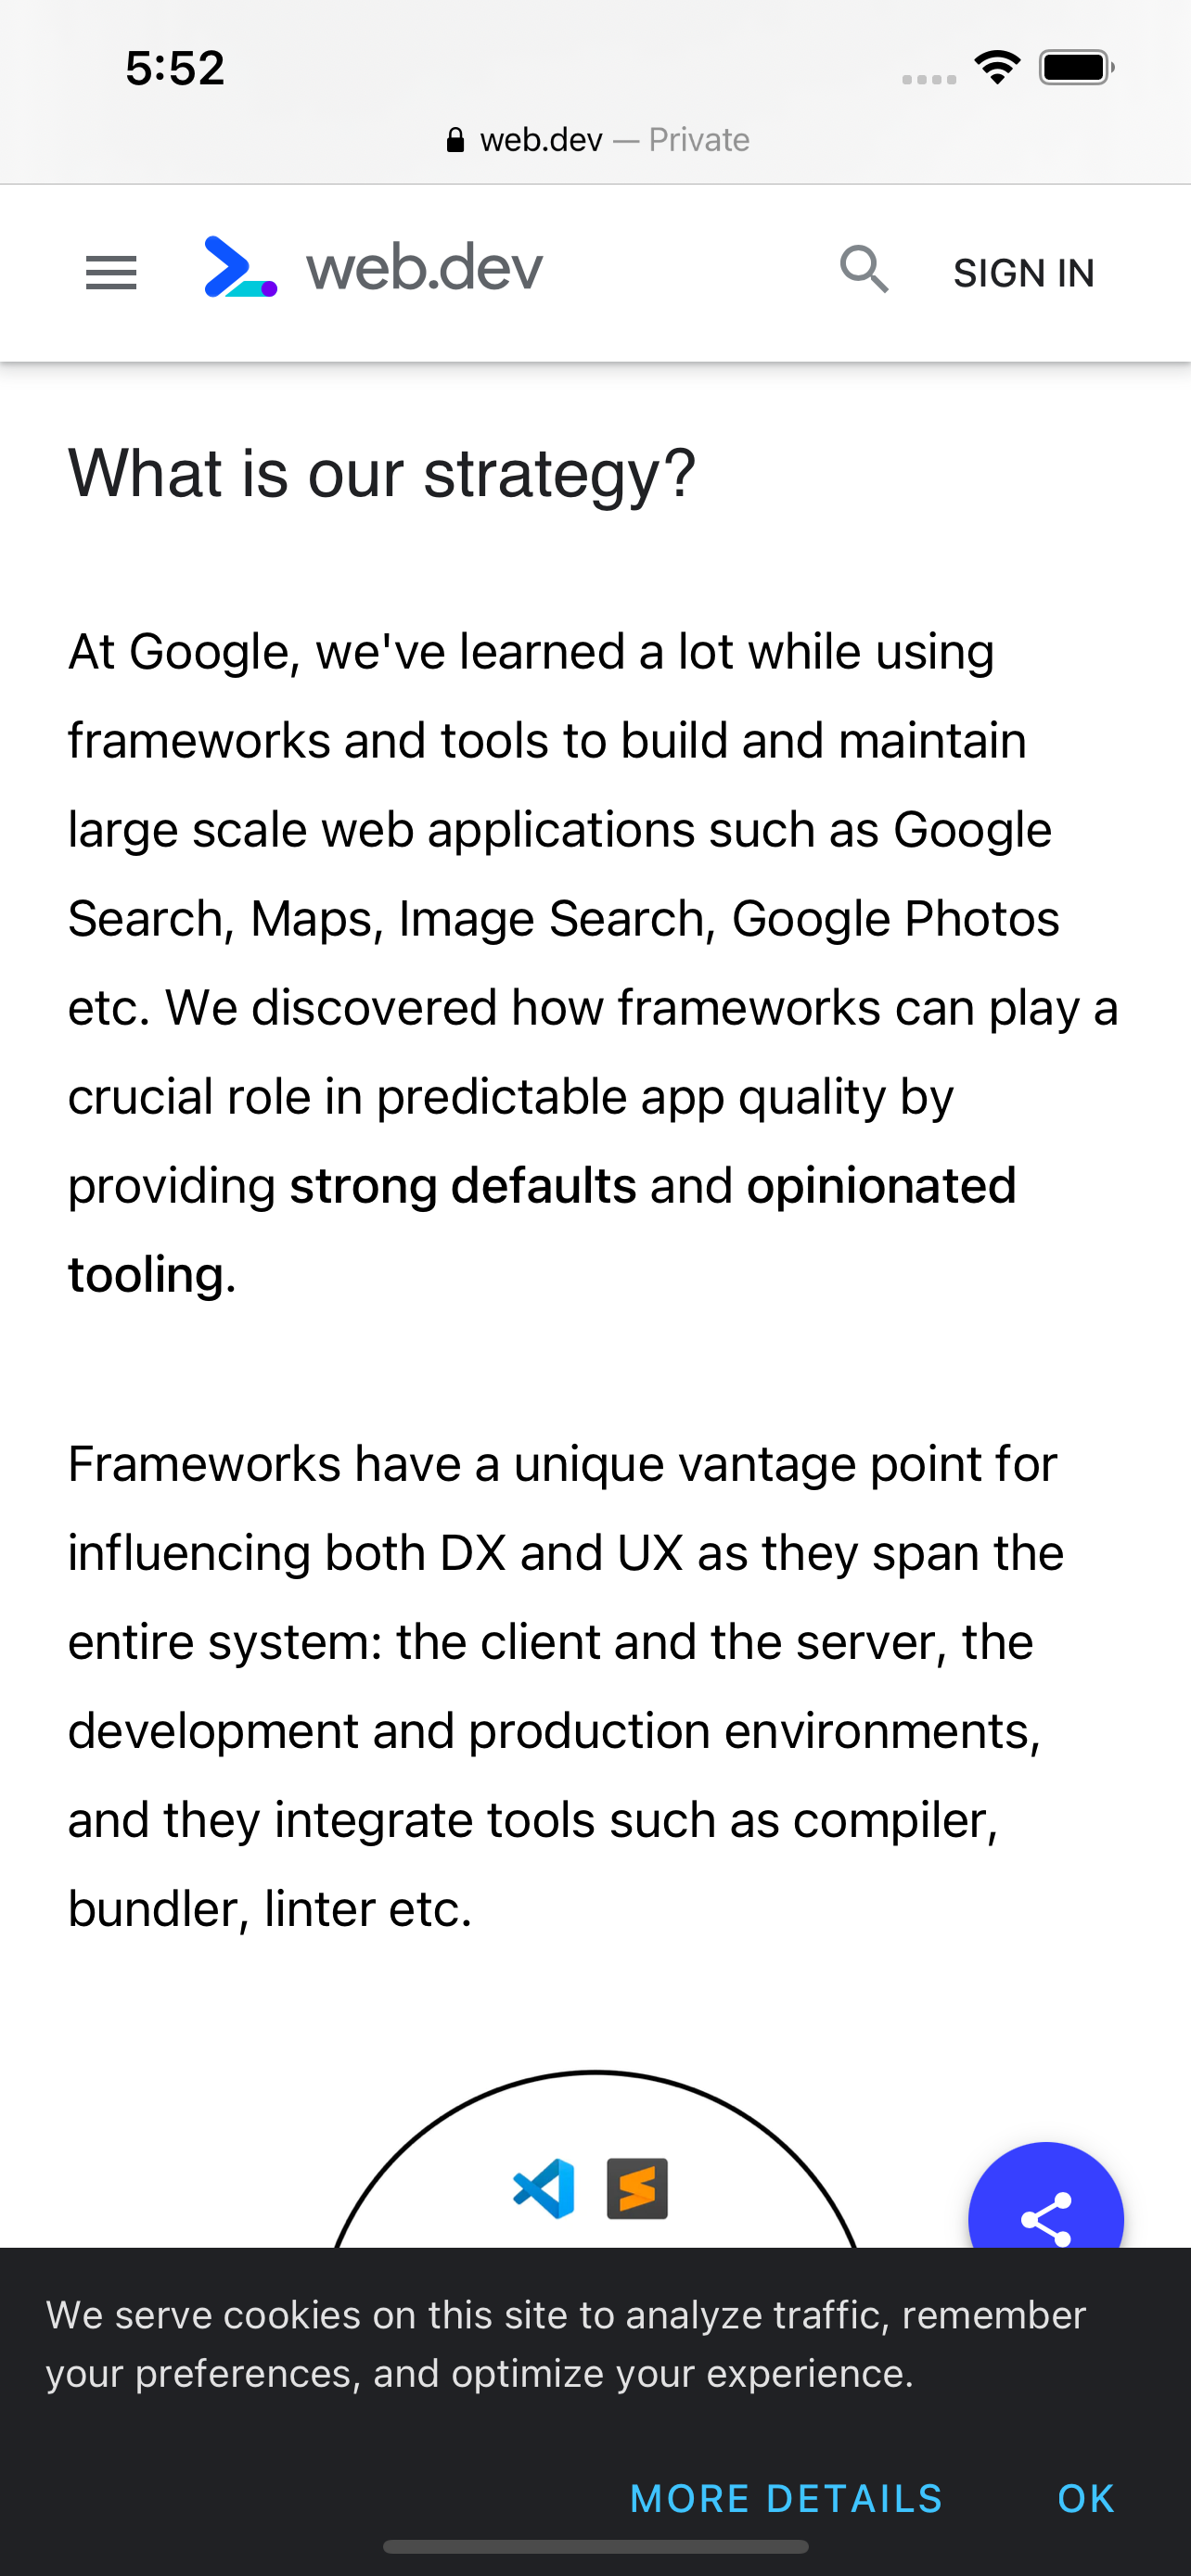 5:52
web.dev — Private
web.dev
SIGN IN
What is our strategy?
At Google, we've learned a lot while using
frameworks and tools to build and maintain
large scale web applications such as Google
Search, Maps, Image Search, Google Photos
etc. We discovered how frameworks can play a
crucial role in predictable app quality by
providing strong defaults and opinionated
tooling.
Frameworks have a unique vantage point for
influencing both DX and UX as they span the
entire system: the client and the server, the
development and production environments,
and they integrate tools such as compiler,
bundler, linter etc.
We serve cookies on this site to analyze traffic, remember
your preferences, and optimize your experience.
MORE DETAILS
OK